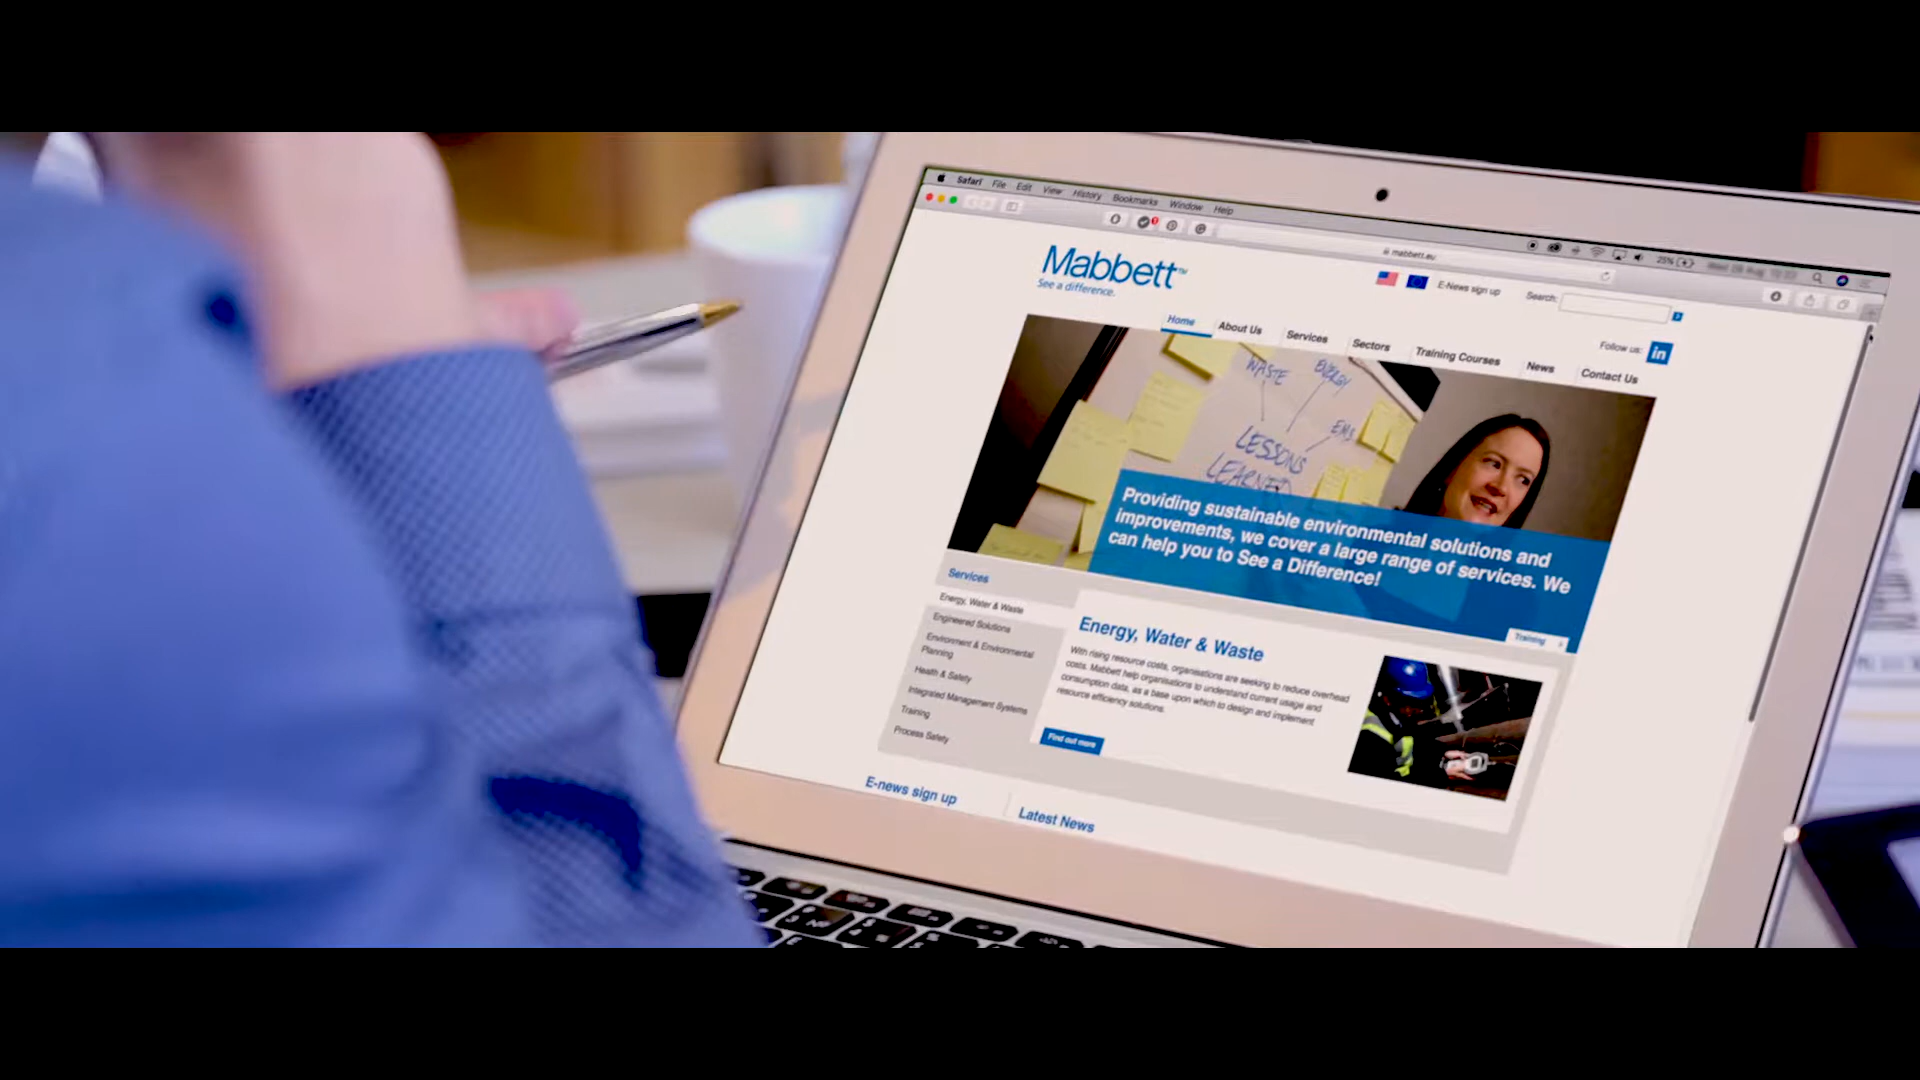 Safari File Edit View History Bookmarks Window Help
25%
mabbett.eu
Mabbett™
See a difference.
E-News sign up
Search:
Follow us: in
Home About Us Services Sectors Training Courses News Contact Us
WASTE ENERGY
EMS
LESSONS
LEARNED
Providing sustainable environmental solutions and
improvements, we cover a large range of services. We
can help you to See a Difference!
Training
Services
Energy, Water & Waste
Engineered Solutions
Environment & Environmental
Planning
Health & Safety
Integrated Management Systems
Training
Process Safety
Energy, Water & Waste
With rising resource costs, organisations are seeking to reduce overhead
costs. Mabbett help organisations to understand current usage and
consumption data, as a base upon which to design and implement
resource efficiency solutions.
Find out more
E-news sign up
Latest News